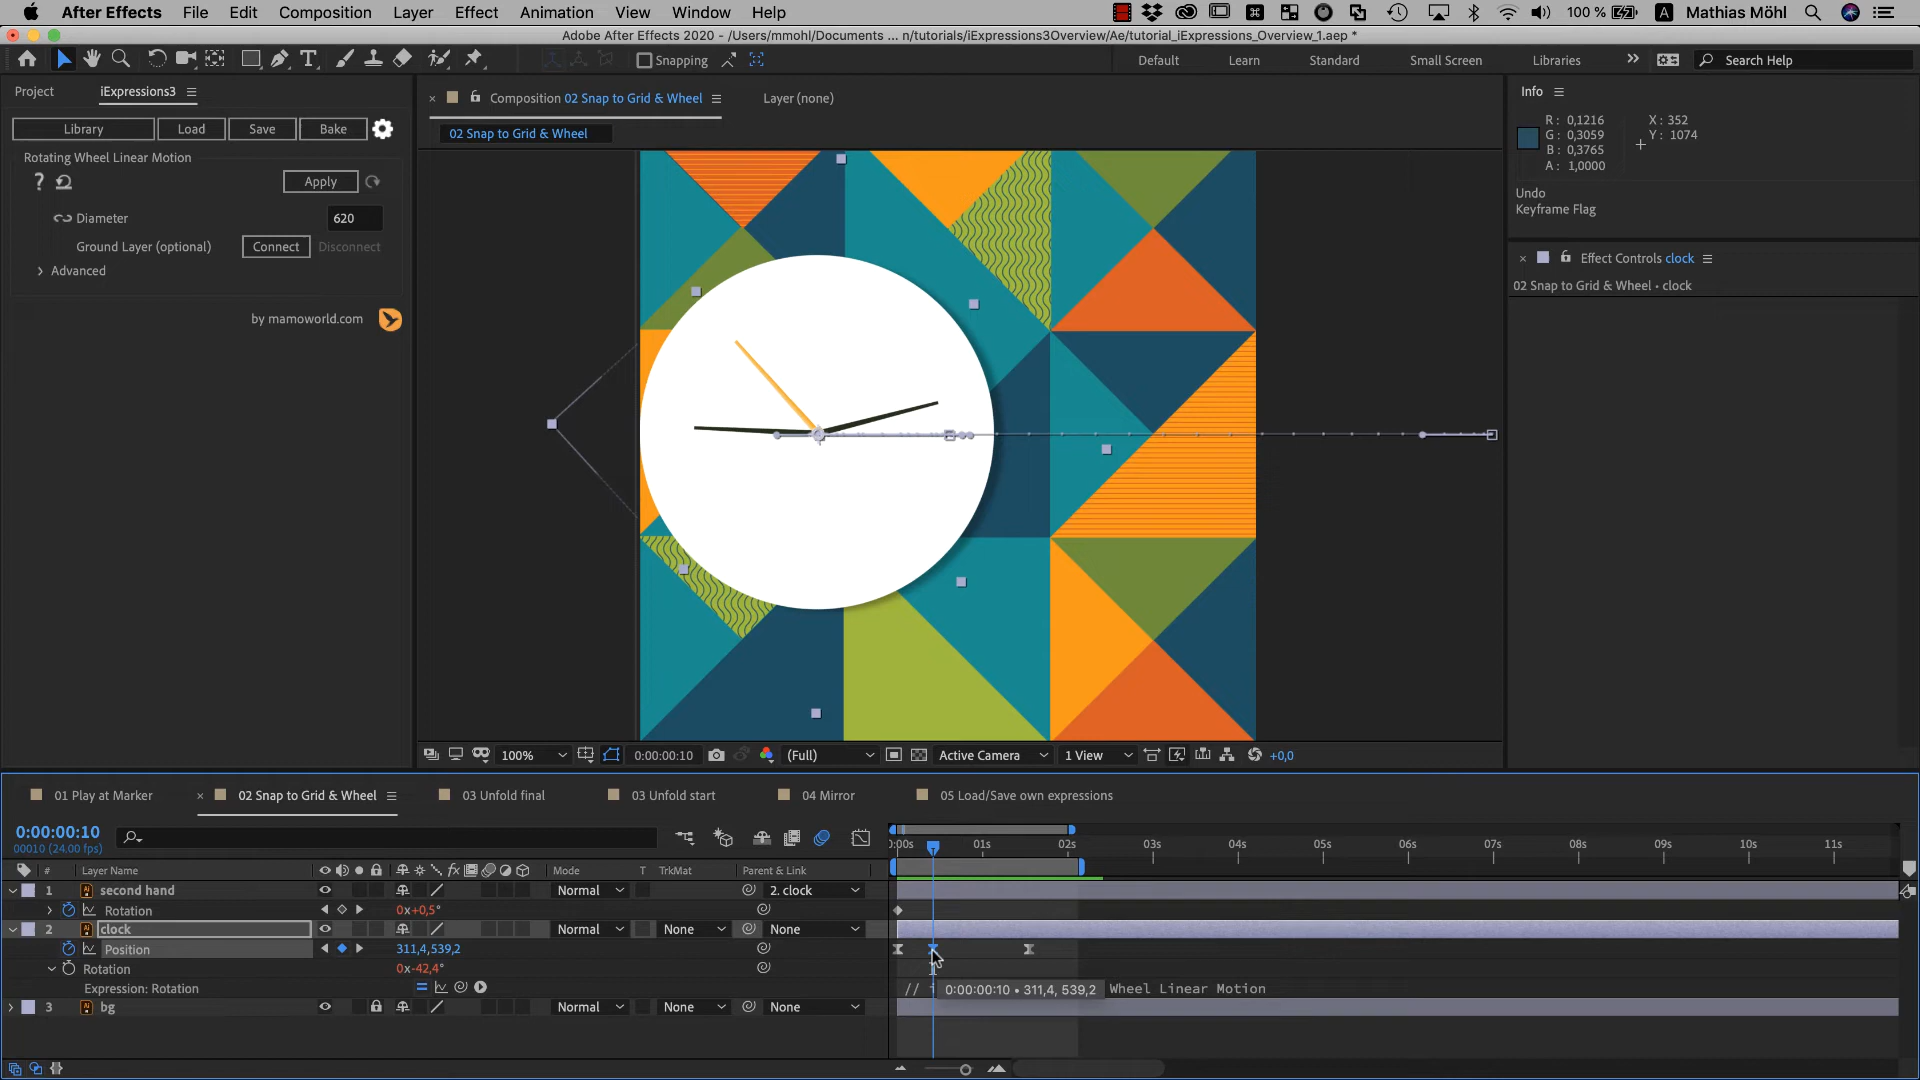 After Effects File Edit Composition Layer Effect Animation View Window Help 100 % A Mathias Möhl
Adobe After Effects 2020 - /Users/mmohl/Documents ... n/tutorials/iExpressions3Overview/Ae/tutorial_iExpressions_Overview_1.aep *
Snapping Default Learn Standard Small Screen Libraries Search Help
Project iExpressions3
Composition 02 Snap to Grid & Wheel Layer (none)
Info
Library Load Save Bake
02 Snap to Grid & Wheel
R : 0,1216 X : 352
G : 0,3059 Y : 1074
B : 0,3765
A : 1,0000
Rotating Wheel Linear Motion
? Apply
Undo
Keyframe Flag
Diameter 620
Ground Layer (optional) Connect Disconnect
Advanced
Effect Controls clock
02 Snap to Grid & Wheel • clock
by mamoworld.com
100% 0:00:00:10 (Full) Active Camera 1 View +0,0
01 Play at Marker 02 Snap to Grid & Wheel 03 Unfold final 03 Unfold start 04 Mirror 05 Load/Save own expressions
0:00:00:10
00010 (24.00 fps)
0:00s 01s 02s 03s 04s 05s 06s 07s 08s 09s 10s 11s
# Layer Name fx Mode T TrkMat Parent & Link
1 second hand Normal 2. clock
Rotation 0x+0,5°
2 clock Normal None None
Position 311,4,539,2
Rotation 0x-42,4°
Expression: Rotation // 0:00:00:10 • 311,4, 539,2 Wheel Linear Motion
3 bg Normal None None